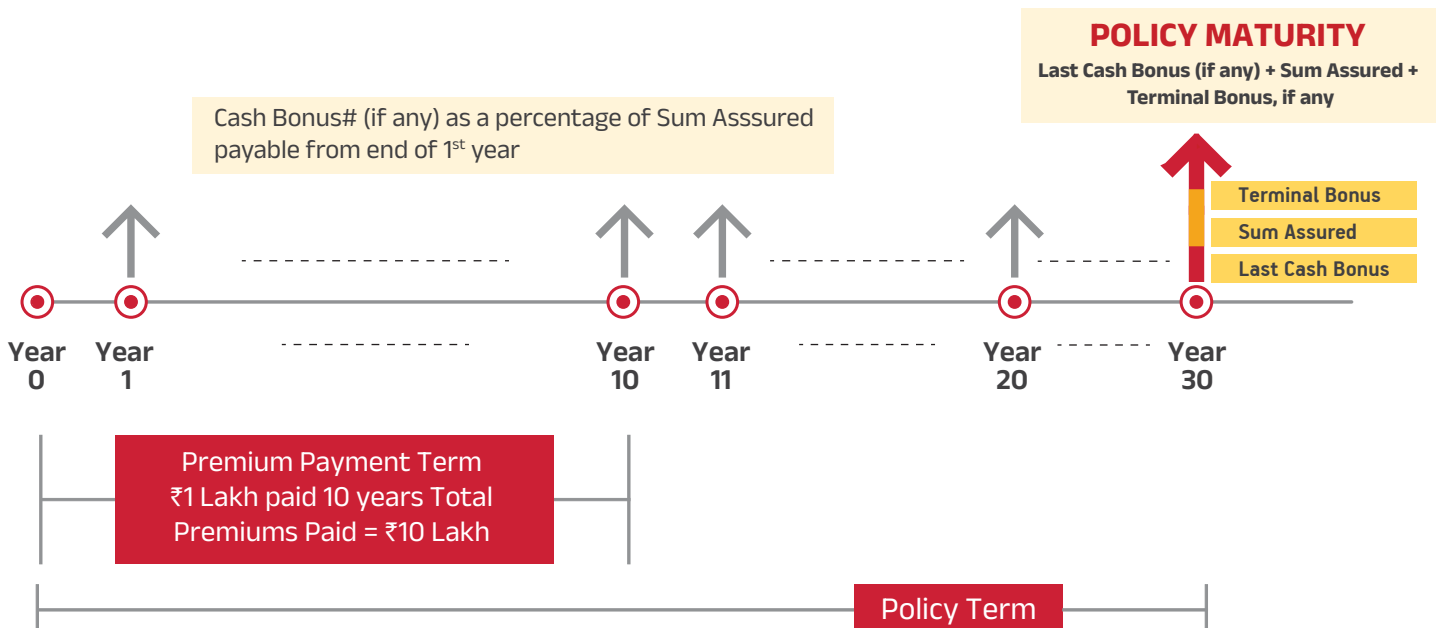 POLICY MATURITY
Last Cash Bonus (if any) + Sum Assured +
Terminal Bonus, if any
Cash Bonus# (if any) as a percentage of Sum Asssured
payable from end of 1st year
Terminal Bonus
Sum Assured
Last Cash Bonus
Year Year Year Year Year Year
0 1 10 11 20 30
Premium Payment Term
₹1 Lakh paid 10 years Total
Premiums Paid = ₹10 Lakh
Policy Term